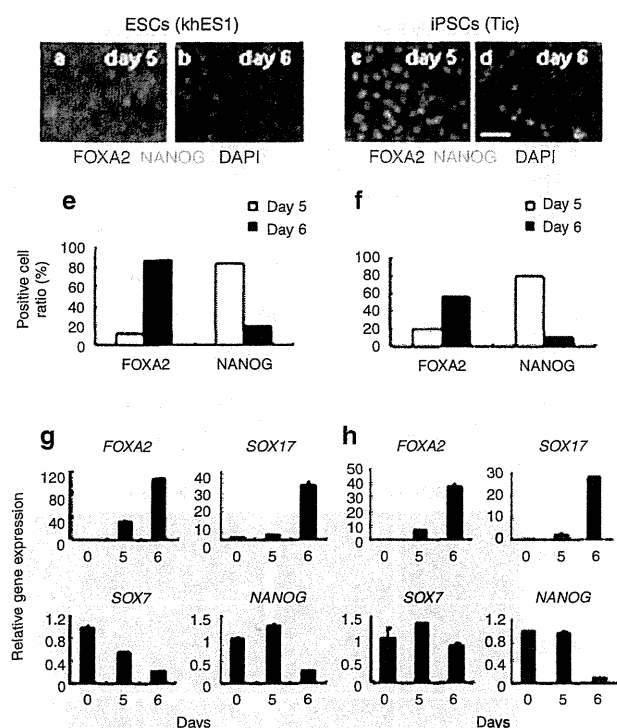 ESCs (khES1) iPSCs (Tic)
a day 5 b day 6 c day 5 d day 6
FOXA2 NANOG DAPI FOXA2 NANOG DAPI
e f
Day 5 Day 5
Day 6 Day 6
Positive cell ratio (%)
100 80 60 40 20 0
100 80 60 40 20 0
FOXA2 NANOG FOXA2 NANOG
g h
FOXA2 SOX17 FOXA2 SOX17
Relative gene expression
120 80 40 0
40 30 20 10 0
50 40 30 20 10 0
30 20 10 0
0 5 6 0 5 6 0 5 6 0 5 6
SOX7 NANOG SOX7 NANOG
1.2 0.8 0.4 0
1.5 1 0.5 0
1.5 1 0.5 0
1.2 0.8 0.4 0
0 5 6 0 5 6 0 5 6 0 5 6
Days Days